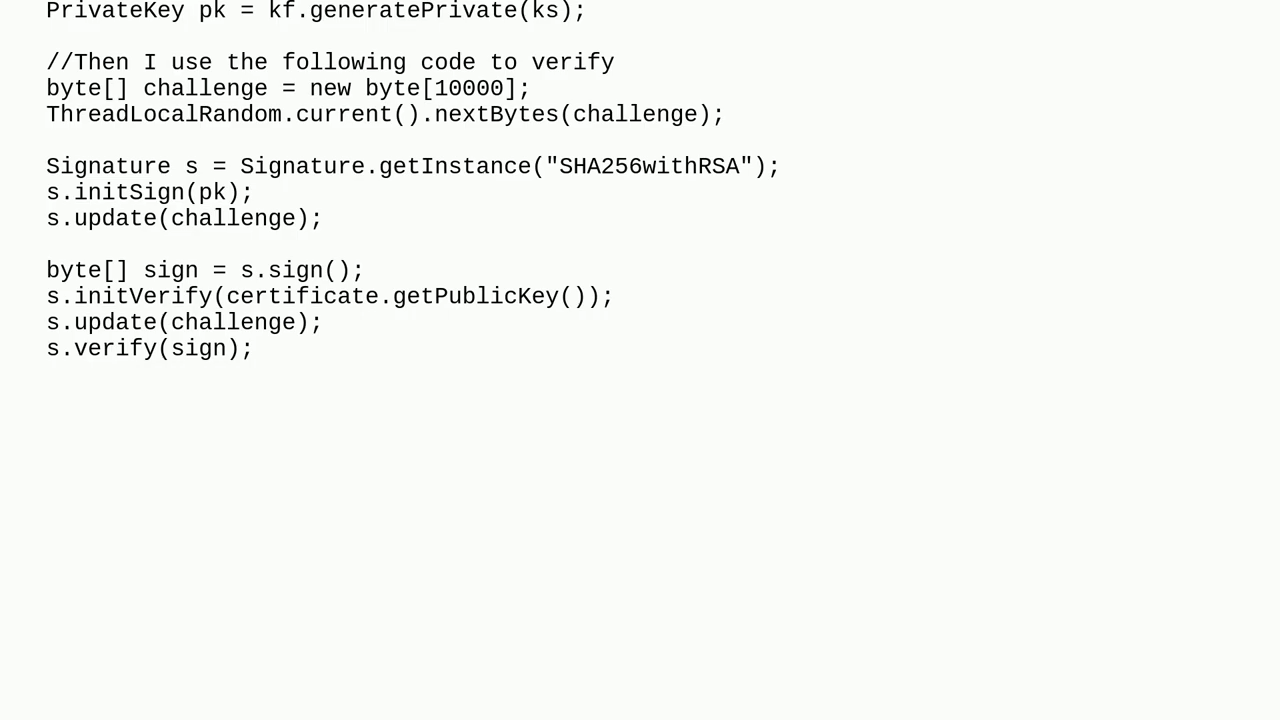 PrivateKey pk = kf.generatePrivate(ks);
//Then I use the following code to verify
byte[] challenge = new byte[10000];
ThreadLocalRandom.current().nextBytes(challenge);
Signature s = Signature.getInstance("SHA256withRSA");
s.initSign(pk);
s.update(challenge);
byte[] sign = s.sign();
s.initVerify(certificate.getPublicKey());
s.update(challenge);
s.verify(sign);